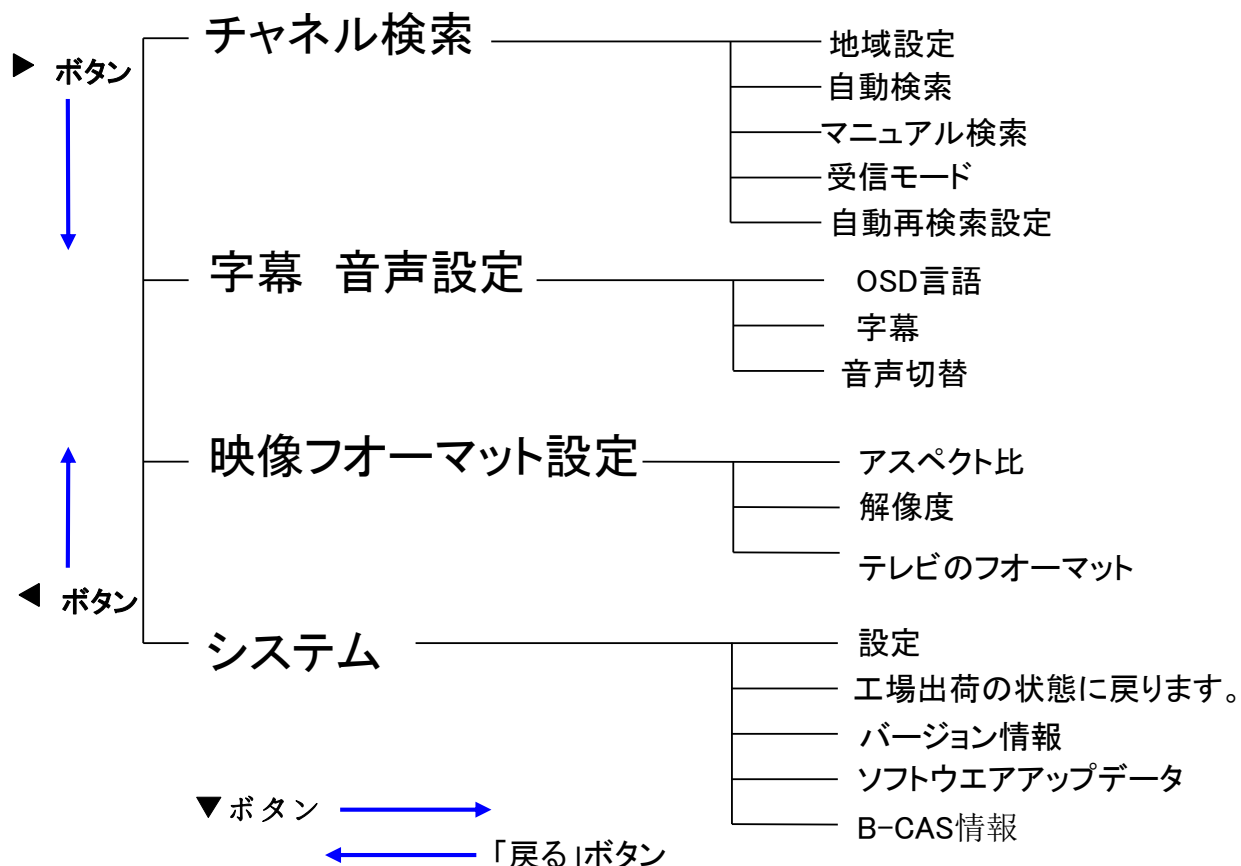 チャネル検索
地域設定
自動検索
マニュアル検索
受信モード
自動再検索設定
▶ ボタン
字幕　音声設定
OSD言語
字幕
音声切替
映像フオーマット設定
アスペクト比
解像度
テレビのフオーマット
◀ ボタン
システム
設定
工場出荷の状態に戻ります。
バージョン情報
ソフトウエアアップデータ
B-CAS情報
▼ボタン
「戻る」ボタン